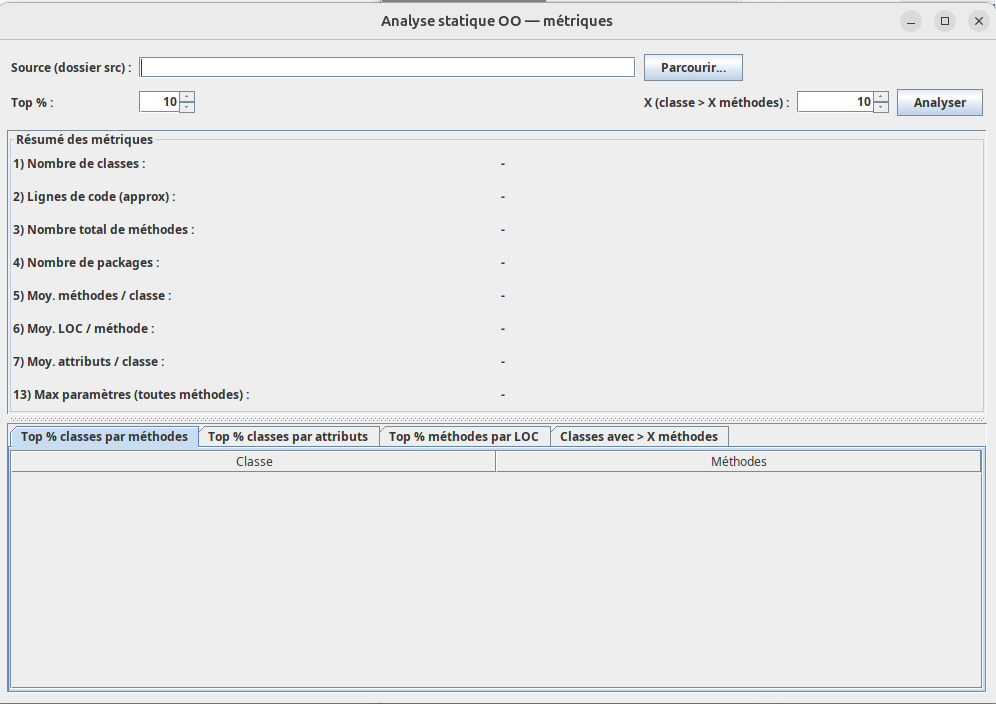 Analyse statique OO — métriques
Source (dossier src) : Parcourir...
Top % : 10 X (classe > X méthodes) : 10 Analyser
Résumé des métriques
1) Nombre de classes : -
2) Lignes de code (approx) : -
3) Nombre total de méthodes : -
4) Nombre de packages : -
5) Moy. méthodes / classe : -
6) Moy. LOC / méthode : -
7) Moy. attributs / classe : -
13) Max paramètres (toutes méthodes) : -
Top % classes par méthodes Top % classes par attributs Top % méthodes par LOC Classes avec > X méthodes
Classe Méthodes